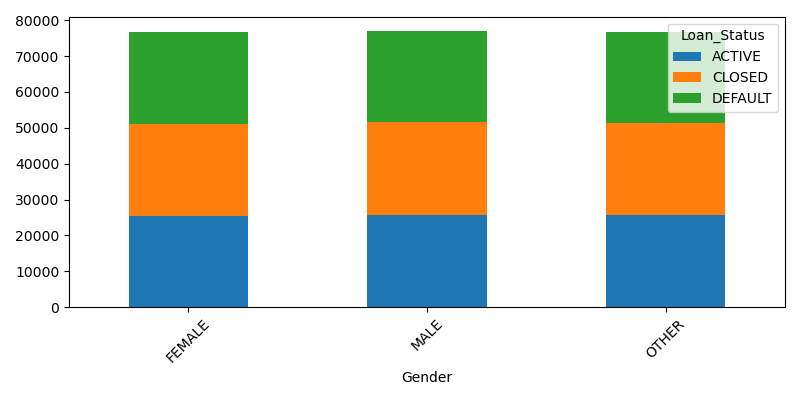 80000
70000
60000
50000
40000
30000
20000
10000
0
Loan_Status
ACTIVE
CLOSED
DEFAULT
FEMALE
MALE
OTHER
Gender